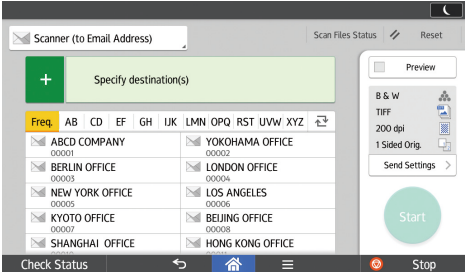 Scanner (to Email Address)
Scan Files Status
Reset
+
Specify destination(s)
Preview
Freq. AB CD EF GH IJK LMN OPQ RST UVW XYZ
ABCD COMPANY
00001
YOKOHAMA OFFICE
00002
BERLIN OFFICE
00003
LONDON OFFICE
00004
NEW YORK OFFICE
00005
LOS ANGELES
00006
KYOTO OFFICE
00007
BEIJING OFFICE
00008
SHANGHAI OFFICE
HONG KONG OFFICE
B & W
TIFF
200 dpi
1 Sided Orig.
Send Settings
Start
Check Status
Stop